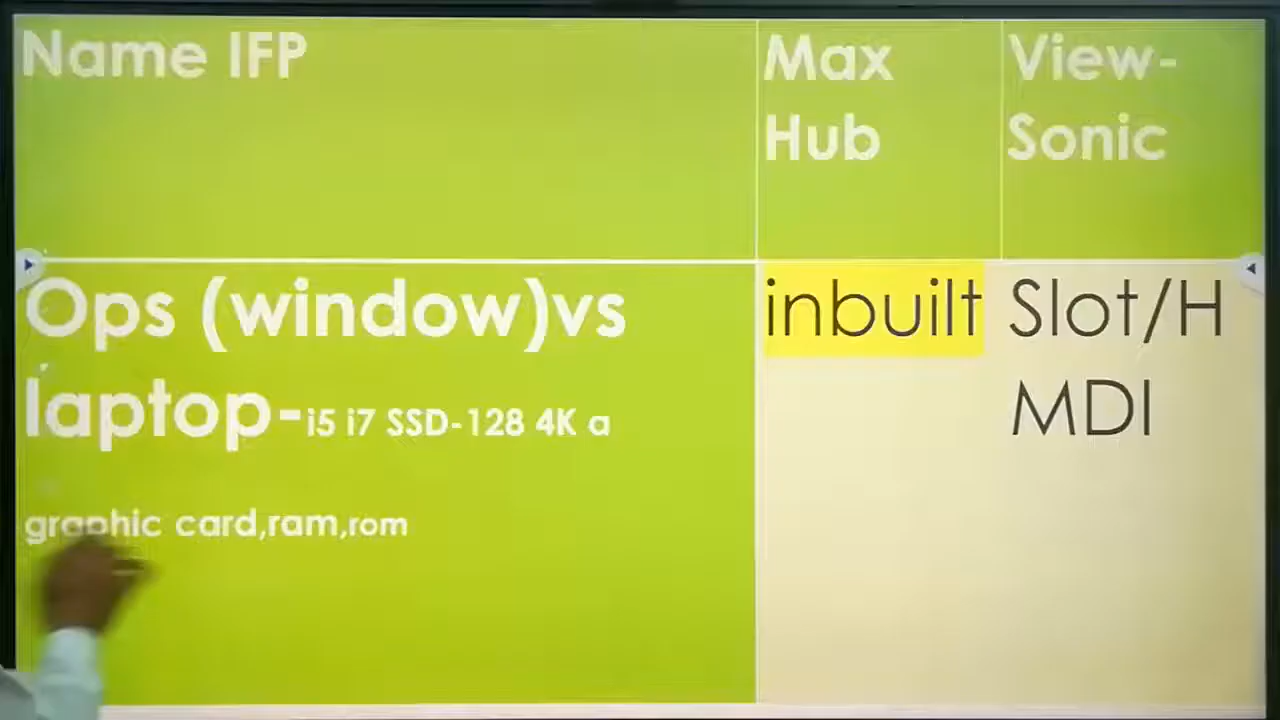 Name IFP
Max
Hub
View-
Sonic
Ops (window)vs
laptop-i5 i7 SSD-128 4K a
graphic card,ram,rom
inbuilt
Slot/H
MDI